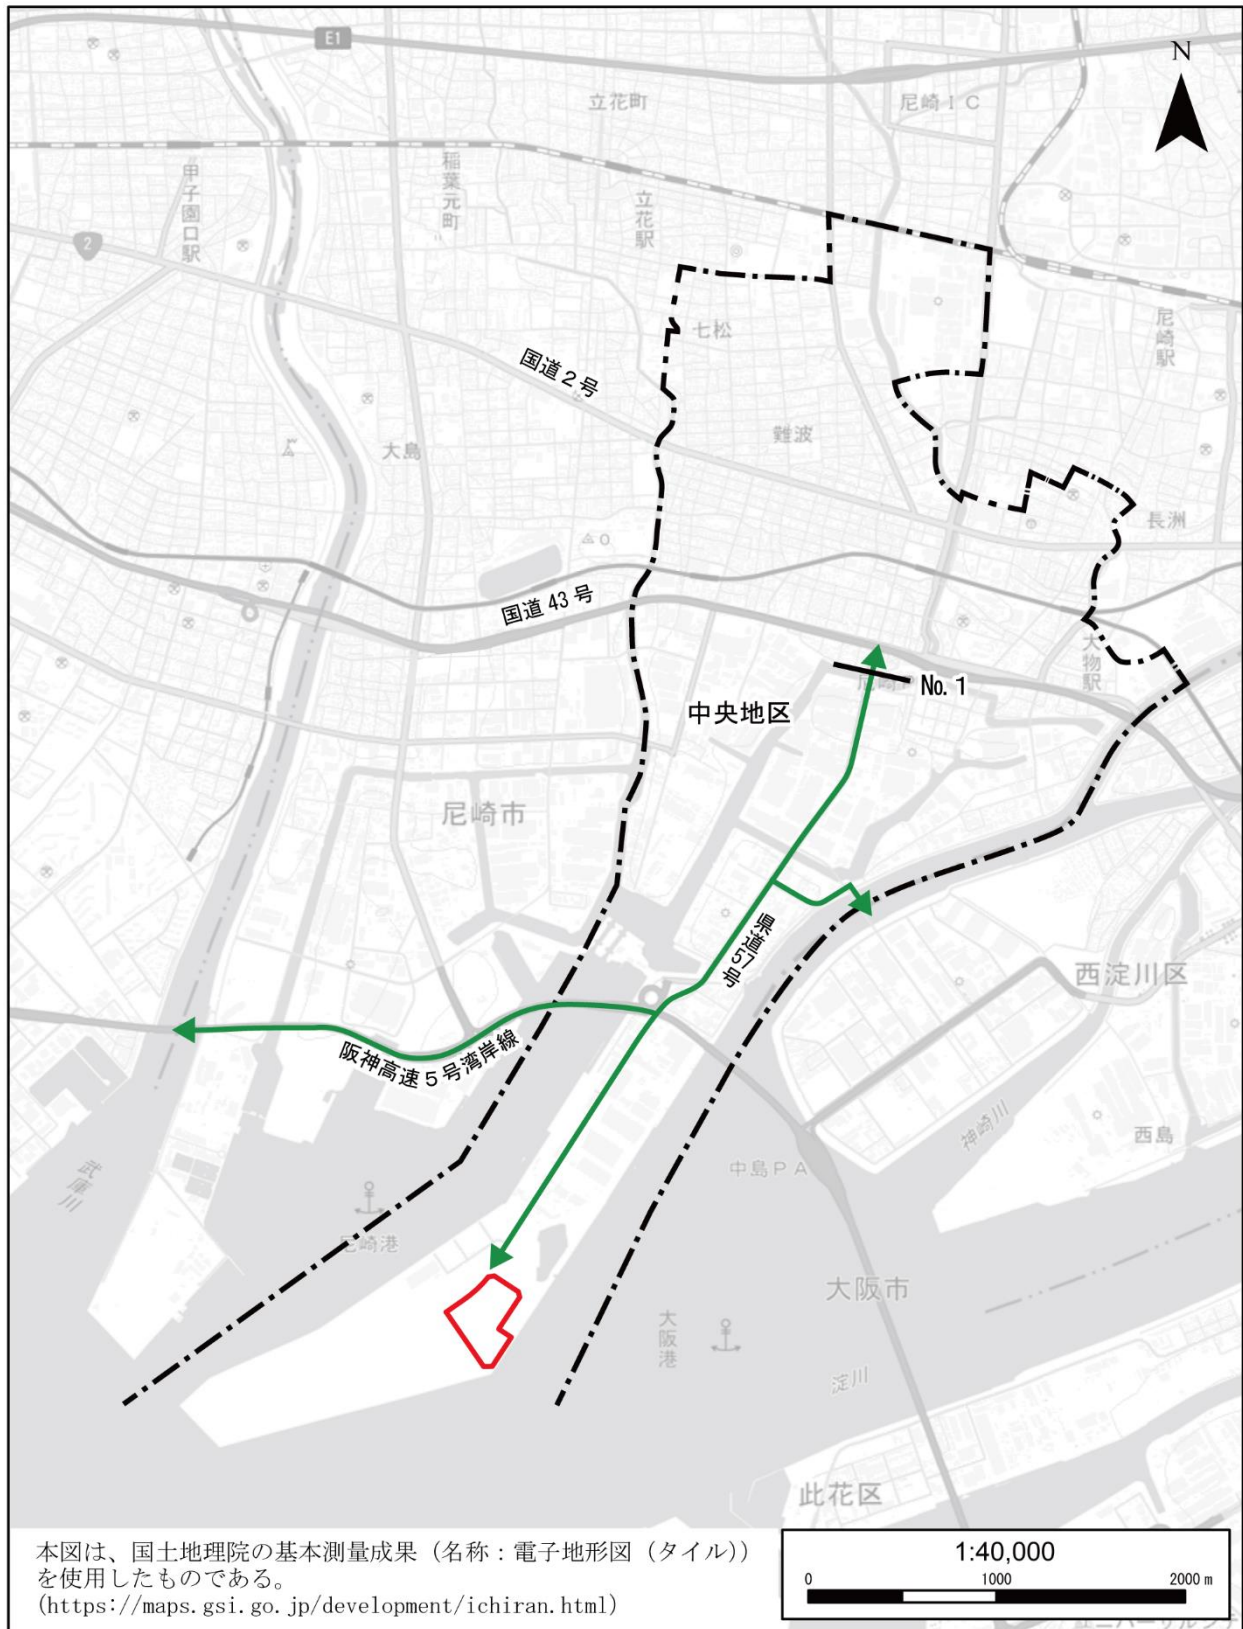 E1
N
立花町
尼崎IC
甲子園口駅
稲葉元町
立花駅
2
七松
尼崎駅
国道2号
大島
難波
長洲
国道43号
大物駅
No. 1
中央地区
尼崎市
県道57号
西淀川区
阪神高速5号湾岸線
神崎川
西島
武庫川
中島PA
尼崎港
大阪市
大阪港
淀川
此花区
本図は、国土地理院の基本測量成果(名称:電子地形図(タイル))
を使用したものである。
(https://maps.gsi.go.jp/development/ichiran.html)
1:40,000
0 1000 2000 m